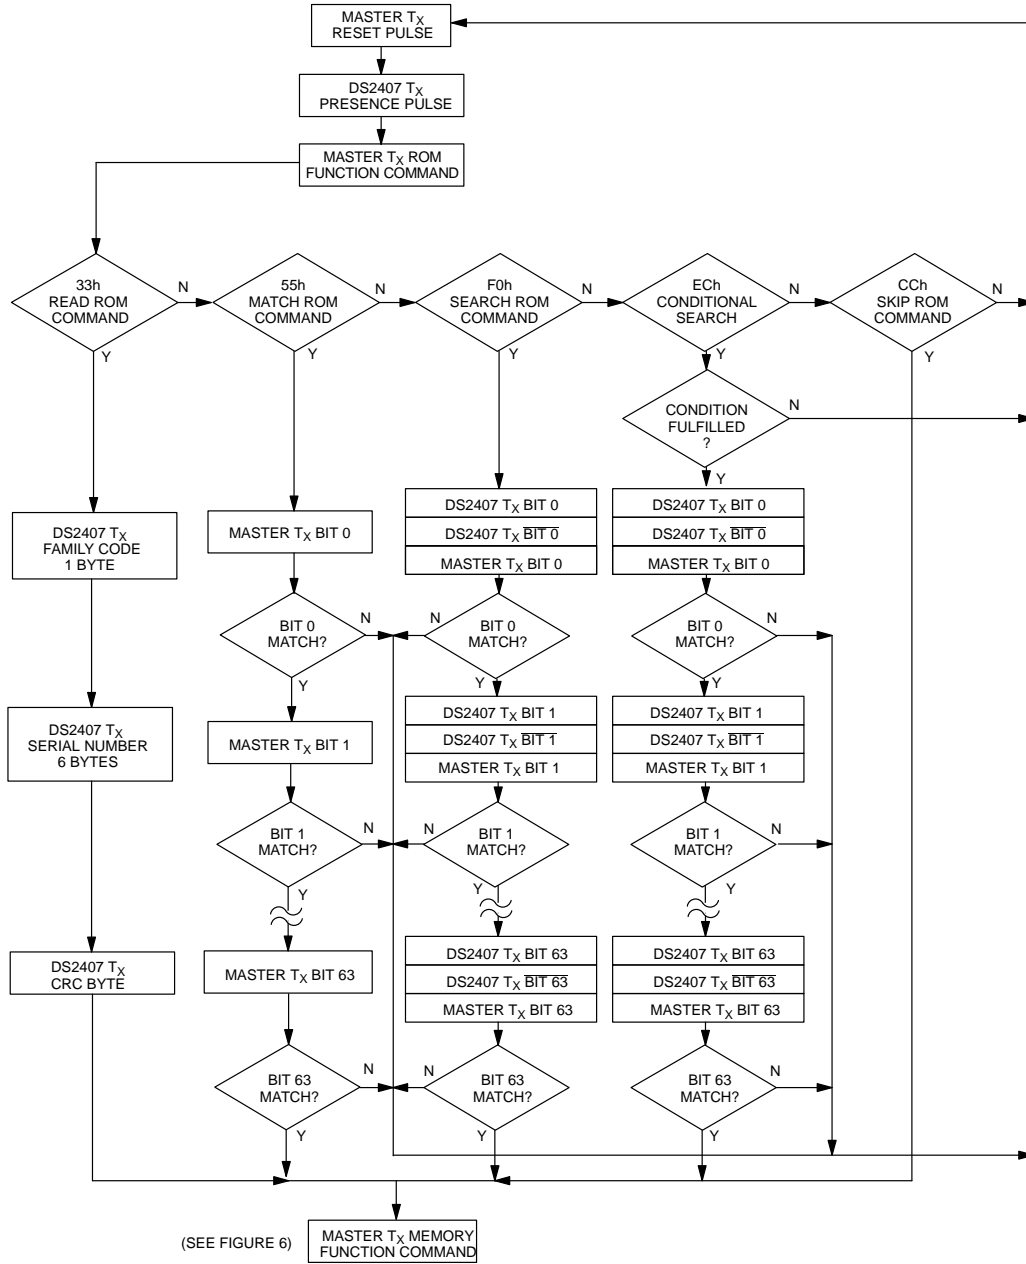 MASTER TX
RESET PULSE
DS2407 TX
PRESENCE PULSE
MASTER TX ROM
FUNCTION COMMAND
33h
READ ROM
COMMAND
N
Y
55h
MATCH ROM
COMMAND
N
Y
F0h
SEARCH ROM
COMMAND
N
Y
ECh
CONDITIONAL
SEARCH
N
Y
CCh
SKIP ROM
COMMAND
N
Y
CONDITION
FULFILLED
?
N
Y
DS2407 TX
FAMILY CODE
1 BYTE
MASTER TX BIT 0
DS2407 TX BIT 0
DS2407 TX B̅I̅T̅ ̅0̅
MASTER TX BIT 0
DS2407 TX BIT 0
DS2407 TX B̅I̅T̅ ̅0̅
MASTER TX BIT 0
BIT 0
MATCH?
N
Y
N
BIT 0
MATCH?
Y
BIT 0
MATCH?
N
Y
DS2407 TX
SERIAL NUMBER
6 BYTES
MASTER TX BIT 1
DS2407 TX BIT 1
DS2407 TX B̅I̅T̅ ̅1̅
MASTER TX BIT 1
DS2407 TX BIT 1
DS2407 TX B̅I̅T̅ ̅1̅
MASTER TX BIT 1
BIT 1
MATCH?
N
Y
N
BIT 1
MATCH?
Y
BIT 1
MATCH?
N
Y
DS2407 TX
CRC BYTE
MASTER TX BIT 63
DS2407 TX BIT 63
DS2407 TX B̅I̅T̅ ̅6̅3̅
MASTER TX BIT 63
DS2407 TX BIT 63
DS2407 TX B̅I̅T̅ ̅6̅3̅
MASTER TX BIT 63
BIT 63
MATCH?
N
Y
N
BIT 63
MATCH?
Y
BIT 63
MATCH?
N
Y
(SEE FIGURE 6)
MASTER TX MEMORY
FUNCTION COMMAND